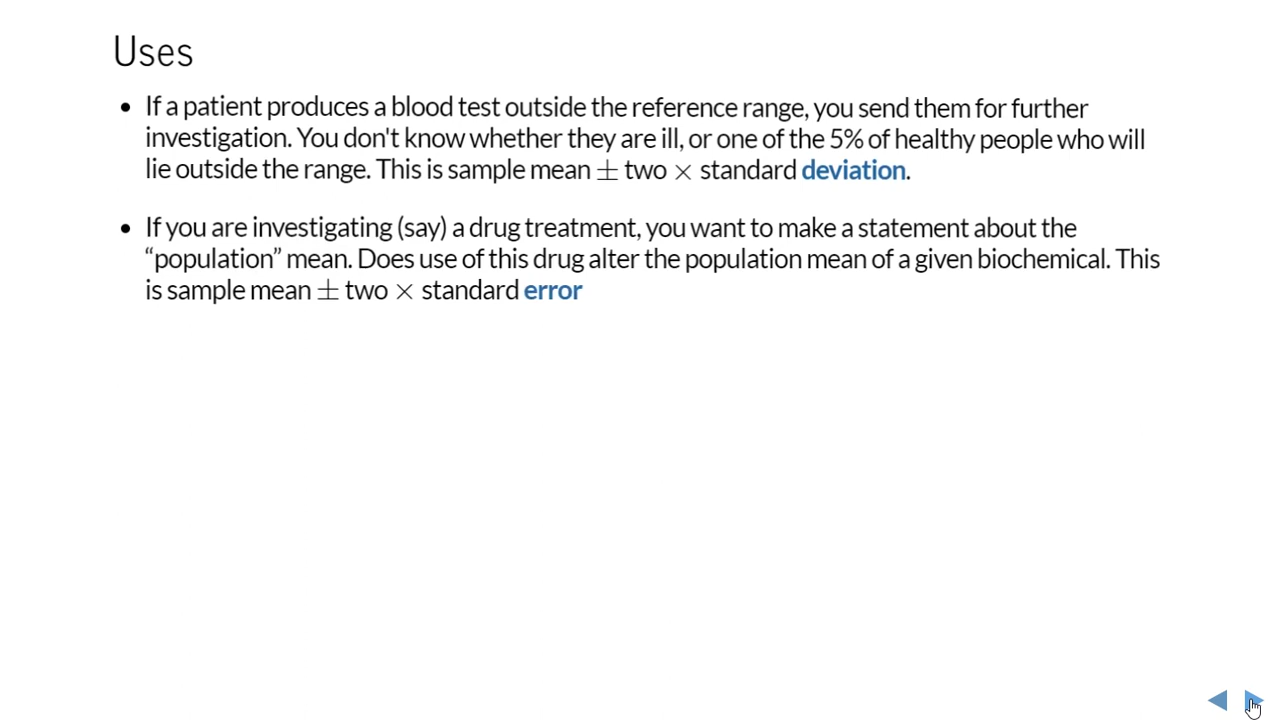 Uses
• If a patient produces a blood test outside the reference range, you send them for further
investigation. You don't know whether they are ill, or one of the 5% of healthy people who will
lie outside the range. This is sample mean ± two × standard deviation.
• If you are investigating (say) a drug treatment, you want to make a statement about the
“population” mean. Does use of this drug alter the population mean of a given biochemical. This
is sample mean ± two × standard error